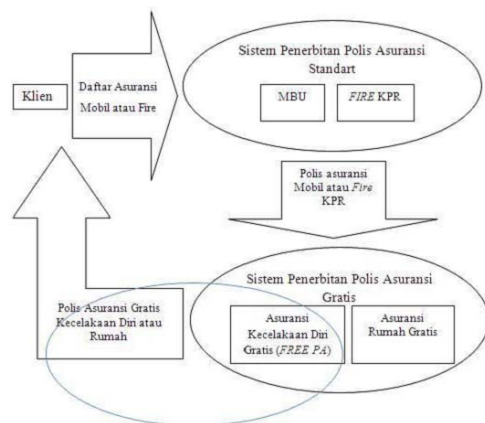 Klien
Daftar Asuransi
Mobil atau Fire
Sistem Penerbitan Polis Asuransi
Standart
MBU
FIRE KPR
Polis asuransi
Mobil atau Fire
KPR
Sistem Penerbitan Polis Asuransi
Gratis
Asuransi
Kecelakaan Diri
Gratis (FREE PA)
Asuransi
Rumah Gratis
Polis Asuransi Gratis
Kecelakaan Diri atau
Rumah